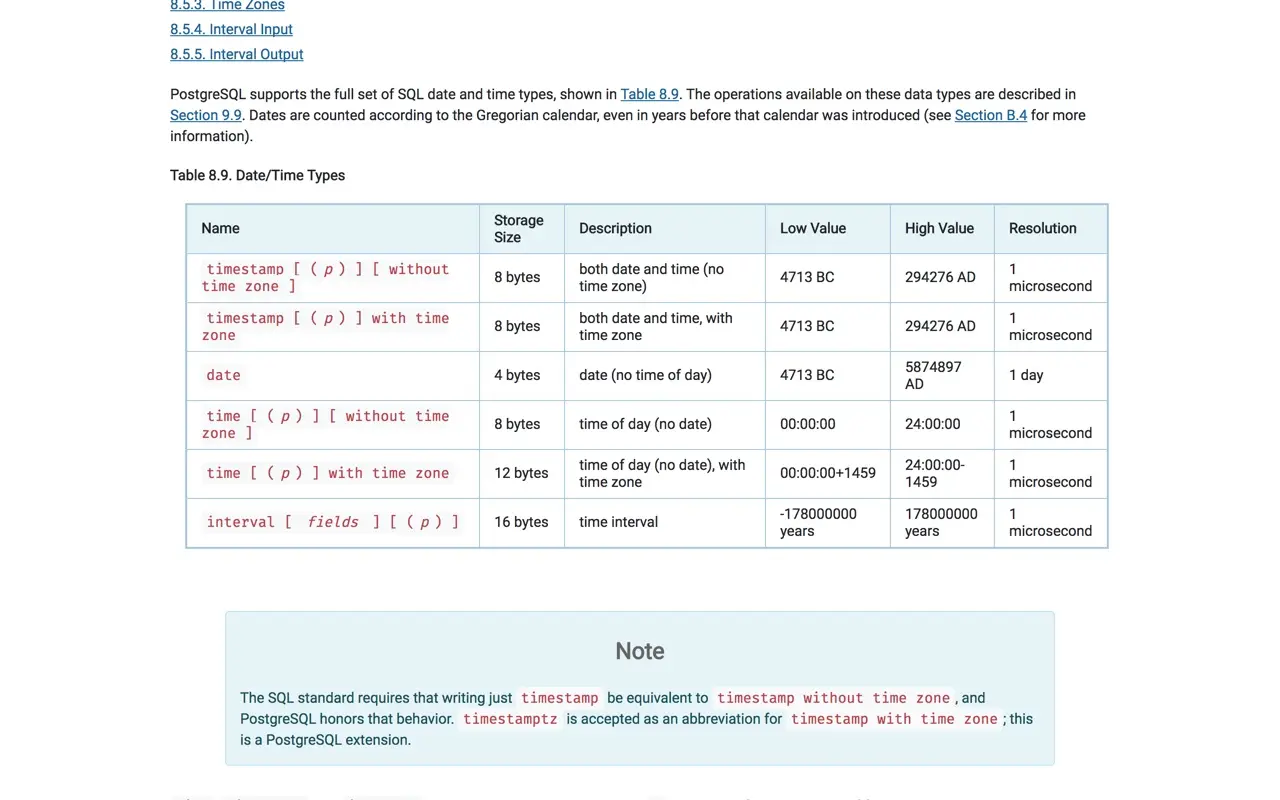 8.5.3. Time Zones
8.5.4. Interval Input
8.5.5. Interval Output
PostgreSQL supports the full set of SQL date and time types, shown in Table 8.9. The operations available on these data types are described in
Section 9.9. Dates are counted according to the Gregorian calendar, even in years before that calendar was introduced (see Section B.4 for more
information).
Table 8.9. Date/Time Types
Name Storage Size Description Low Value High Value Resolution
timestamp [ (p) ] [ without time zone ] 8 bytes both date and time (no time zone) 4713 BC 294276 AD 1 microsecond
timestamp [ (p) ] with time zone 8 bytes both date and time, with time zone 4713 BC 294276 AD 1 microsecond
date 4 bytes date (no time of day) 4713 BC 5874897 AD 1 day
time [ (p) ] [ without time zone ] 8 bytes time of day (no date) 00:00:00 24:00:00 1 microsecond
time [ (p) ] with time zone 12 bytes time of day (no date), with time zone 00:00:00+1459 24:00:00-1459 1 microsecond
interval [ fields ] [ (p) ] 16 bytes time interval -178000000 years 178000000 years 1 microsecond
Note
The SQL standard requires that writing just timestamp be equivalent to timestamp without time zone, and
PostgreSQL honors that behavior. timestamptz is accepted as an abbreviation for timestamp with time zone; this
is a PostgreSQL extension.